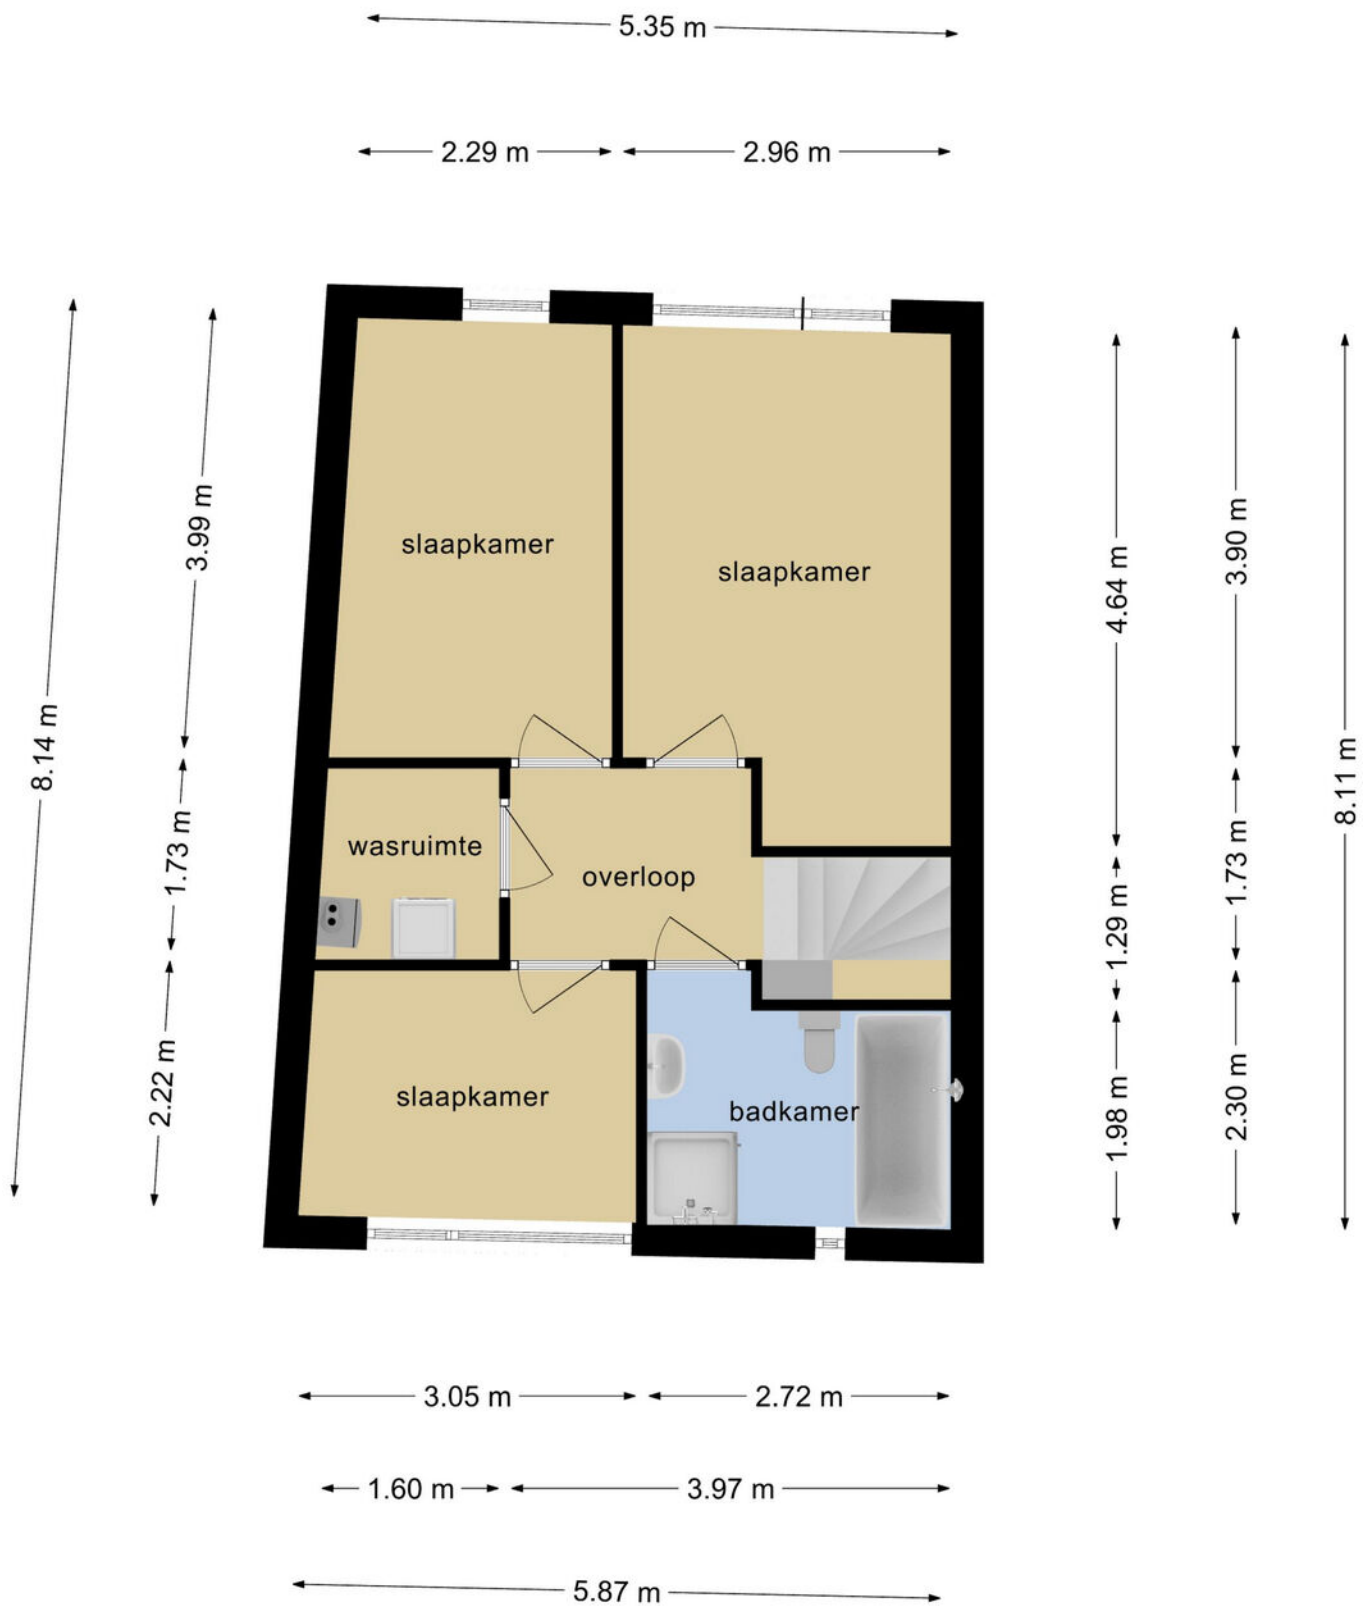 5.35 m
2.29 m
2.96 m
8.14 m
3.99 m
1.73 m
2.22 m
slaapkamer
slaapkamer
wasruimte
overloop
slaapkamer
badkamer
4.64 m
1.29 m
1.98 m
3.90 m
1.73 m
2.30 m
8.11 m
3.05 m
2.72 m
1.60 m
3.97 m
5.87 m